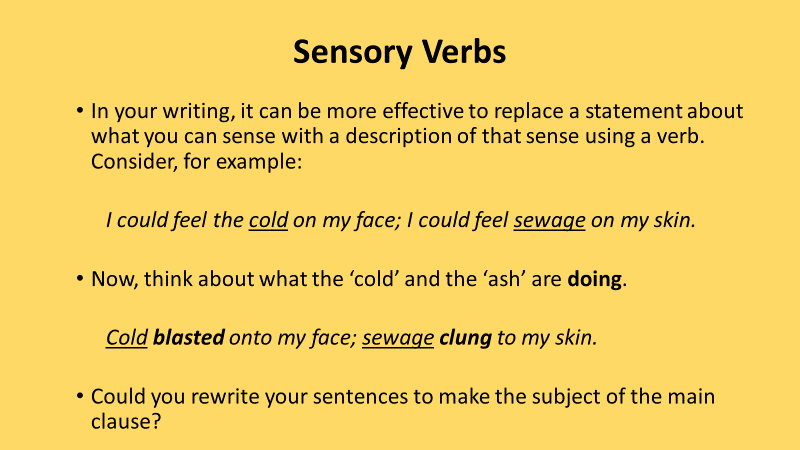 Sensory Verbs
• In your writing, it can be more effective to replace a statement about
what you can sense with a description of that sense using a verb.
Consider, for example:
I could feel the cold on my face; I could feel sewage on my skin.
• Now, think about what the ‘cold’ and the ‘ash’ are doing.
Cold blasted onto my face; sewage clung to my skin.
• Could you rewrite your sentences to make the subject of the main
clause?